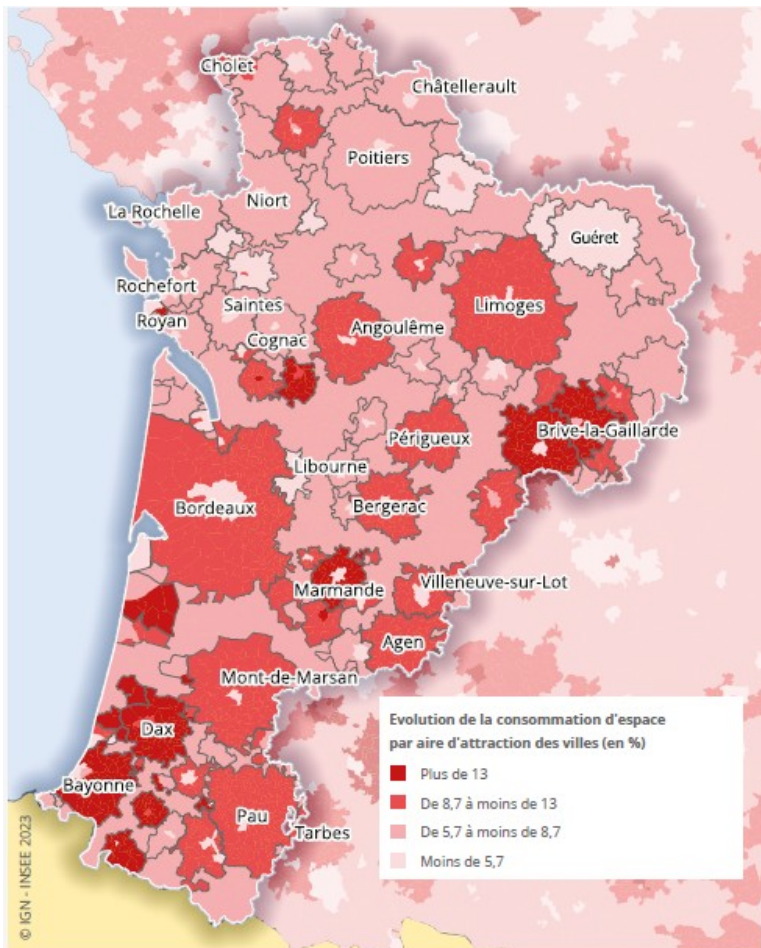 Cholet
Châtellerault
Poitiers
Niort
La Rochelle
Guéret
Rochefort
Saintes
Limoges
Royan
Angoulême
Cognac
Périgueux
Brive-la-Gaillarde
Libourne
Bordeaux
Bergerac
Villeneuve-sur-Lot
Marmande
Agen
Mont-de-Marsan
Dax
Bayonne
Pau
Tarbes
Evolution de la consommation d'espace
par aire d'attraction des villes (en %)
Plus de 13
De 8,7 à moins de 13
De 5,7 à moins de 8,7
Moins de 5,7
© IGN - INSEE 2023